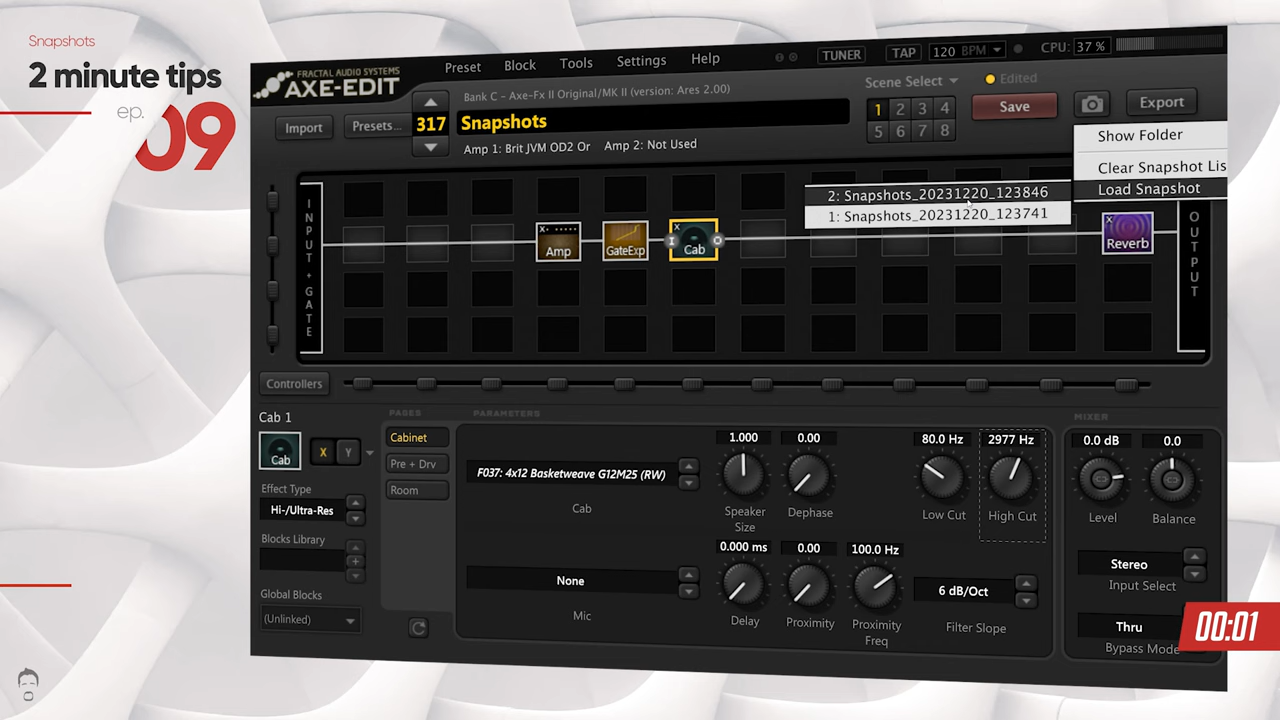 Snapshots
2 minute tips
ep. 09
FRACTAL AUDIO SYSTEMS
AXE-EDIT
Preset Block Tools Settings Help
TUNER TAP 120 BPM CPU: 37 %
Bank C - Axe-Fx II Original/MK II (version: Ares 2.00)
Scene Select
Edited
Import Presets... 317 Snapshots
1 2 3 4
5 6 7 8
Save Export
Amp 1: Brit JVM OD2 Or Amp 2: Not Used
Show Folder
Clear Snapshot Lis
Load Snapshot
2: Snapshots_20231220_123846
1: Snapshots_20231220_123741
INPUT + GATE
X
Amp
GateExp
X
I O
Cab
X
Reverb
OUTPUT
Controllers
Cab 1
Cab
X Y
Effect Type
Hi-/Ultra-Res
Blocks Library
Global Blocks
(Unlinked)
PAGES
Cabinet
Pre + Drv
Room
PARAMETERS
F037: 4x12 Basketweave G12M25 (RW)
Cab
None
Mic
1.000
Speaker
Size
0.00
Dephase
80.0 Hz
Low Cut
2977 Hz
High Cut
0.000 ms
Delay
0.00
Proximity
100.0 Hz
Proximity
Freq
6 dB/Oct
Filter Slope
MIXER
0.0 dB
Level
0.0
Balance
Stereo
Input Select
Thru
Bypass Mode
00:01